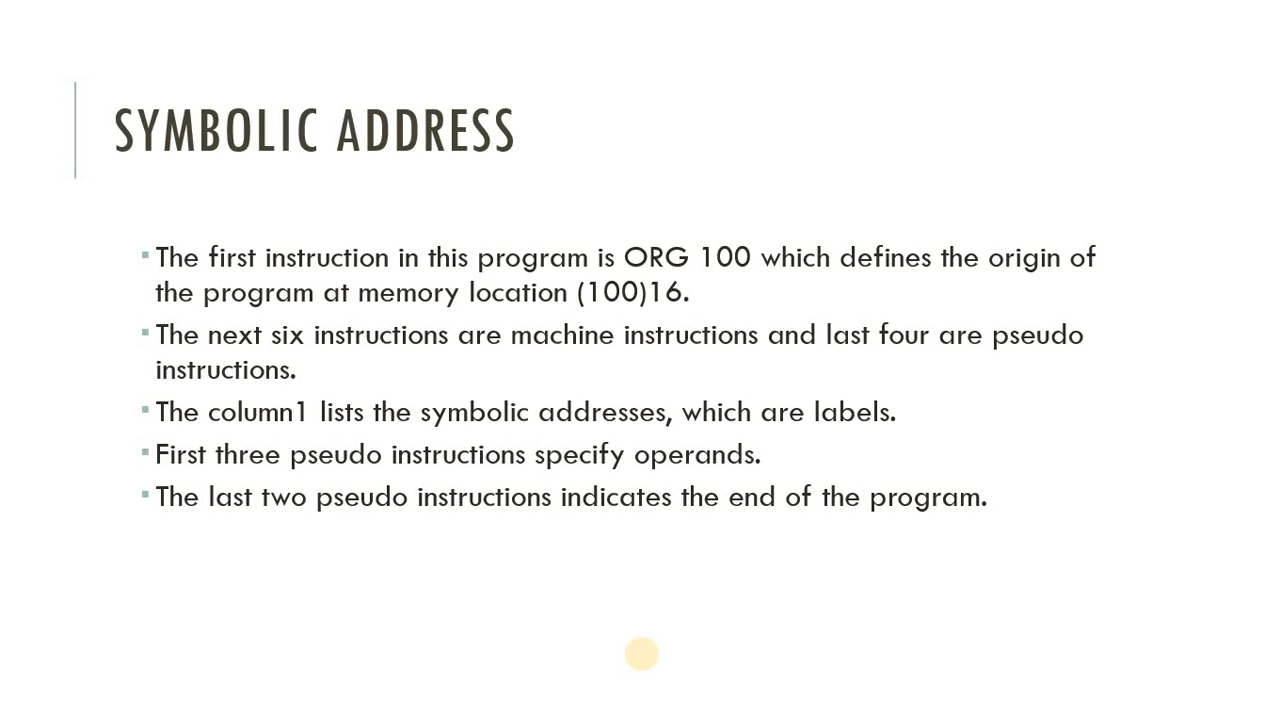 SYMBOLIC ADDRESS
▪ The first instruction in this program is ORG 100 which defines the origin of
the program at memory location (100)16.
▪ The next six instructions are machine instructions and last four are pseudo
instructions.
▪ The column1 lists the symbolic addresses, which are labels.
▪ First three pseudo instructions specify operands.
▪ The last two pseudo instructions indicates the end of the program.